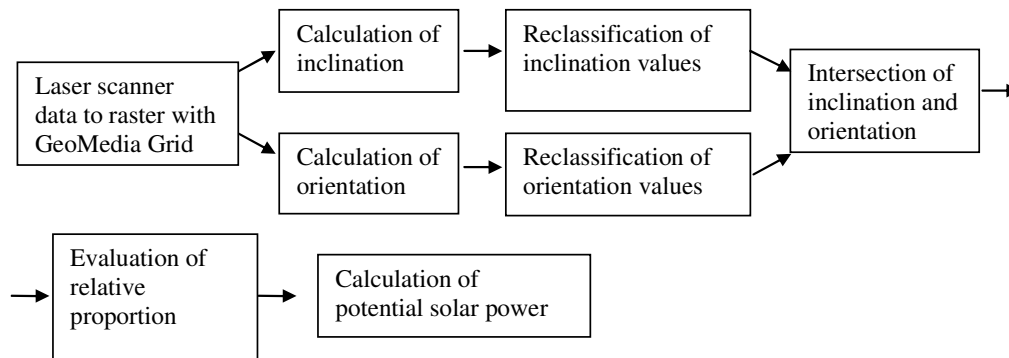 Laser scanner
data to raster with
GeoMedia Grid
Calculation of
inclination
Reclassification of
inclination values
Calculation of
orientation
Reclassification of
orientation values
Intersection of
inclination and
orientation
Evaluation of
relative
proportion
Calculation of
potential solar power